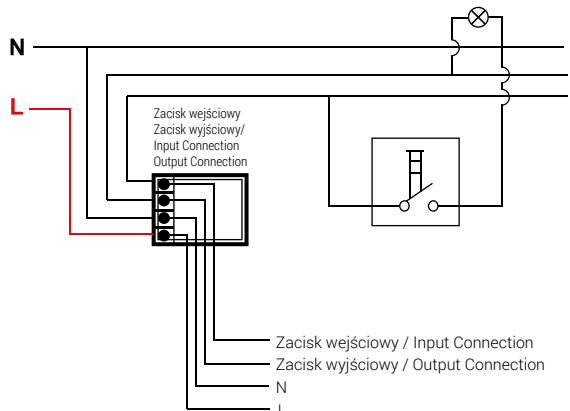 N
L
Zacisk wejściowy
Zacisk wyjściowy/
Input Connection
Output Connection
Zacisk wejściowy / Input Connection
Zacisk wyjściowy / Output Connection
N